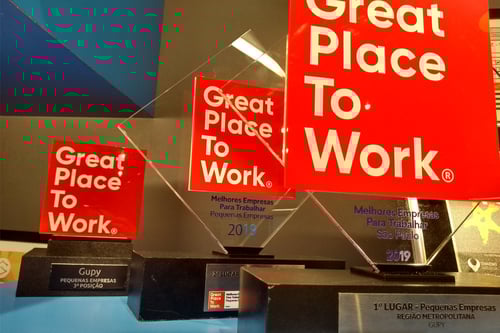 Great
Place
To
Work.
Gupy
PEQUENAS EMPRESAS
3ª POSIÇÃO
Great
Place
To
Work®
Melhores Empresas
Para Trabalhar
Pequenas Empresas
2019
LUGAR
Great
Place
To
Work®
Melhores Empresas
Para Trabalhar
São Paulo
2019
1º LUGAR - Pequenas Empresas
REGIÃO METROPOLITANA
GUPY